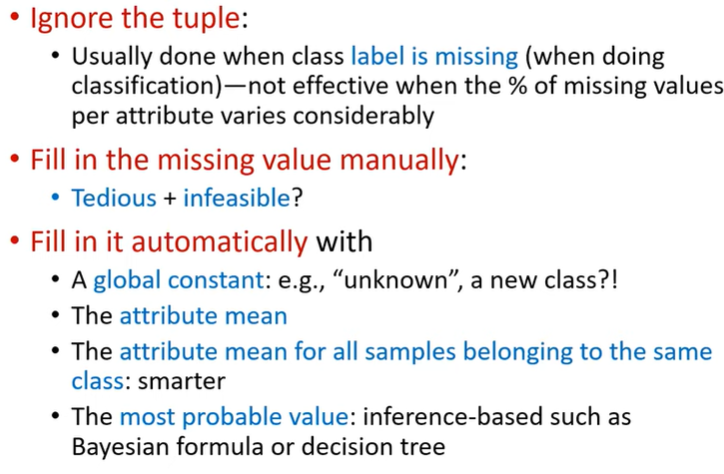 • Ignore the tuple:
• Usually done when class label is missing (when doing
classification)—not effective when the % of missing values
per attribute varies considerably
• Fill in the missing value manually:
• Tedious + infeasible?
• Fill in it automatically with
• A global constant: e.g., “unknown”, a new class?!
• The attribute mean
• The attribute mean for all samples belonging to the same
class: smarter
• The most probable value: inference-based such as
Bayesian formula or decision tree